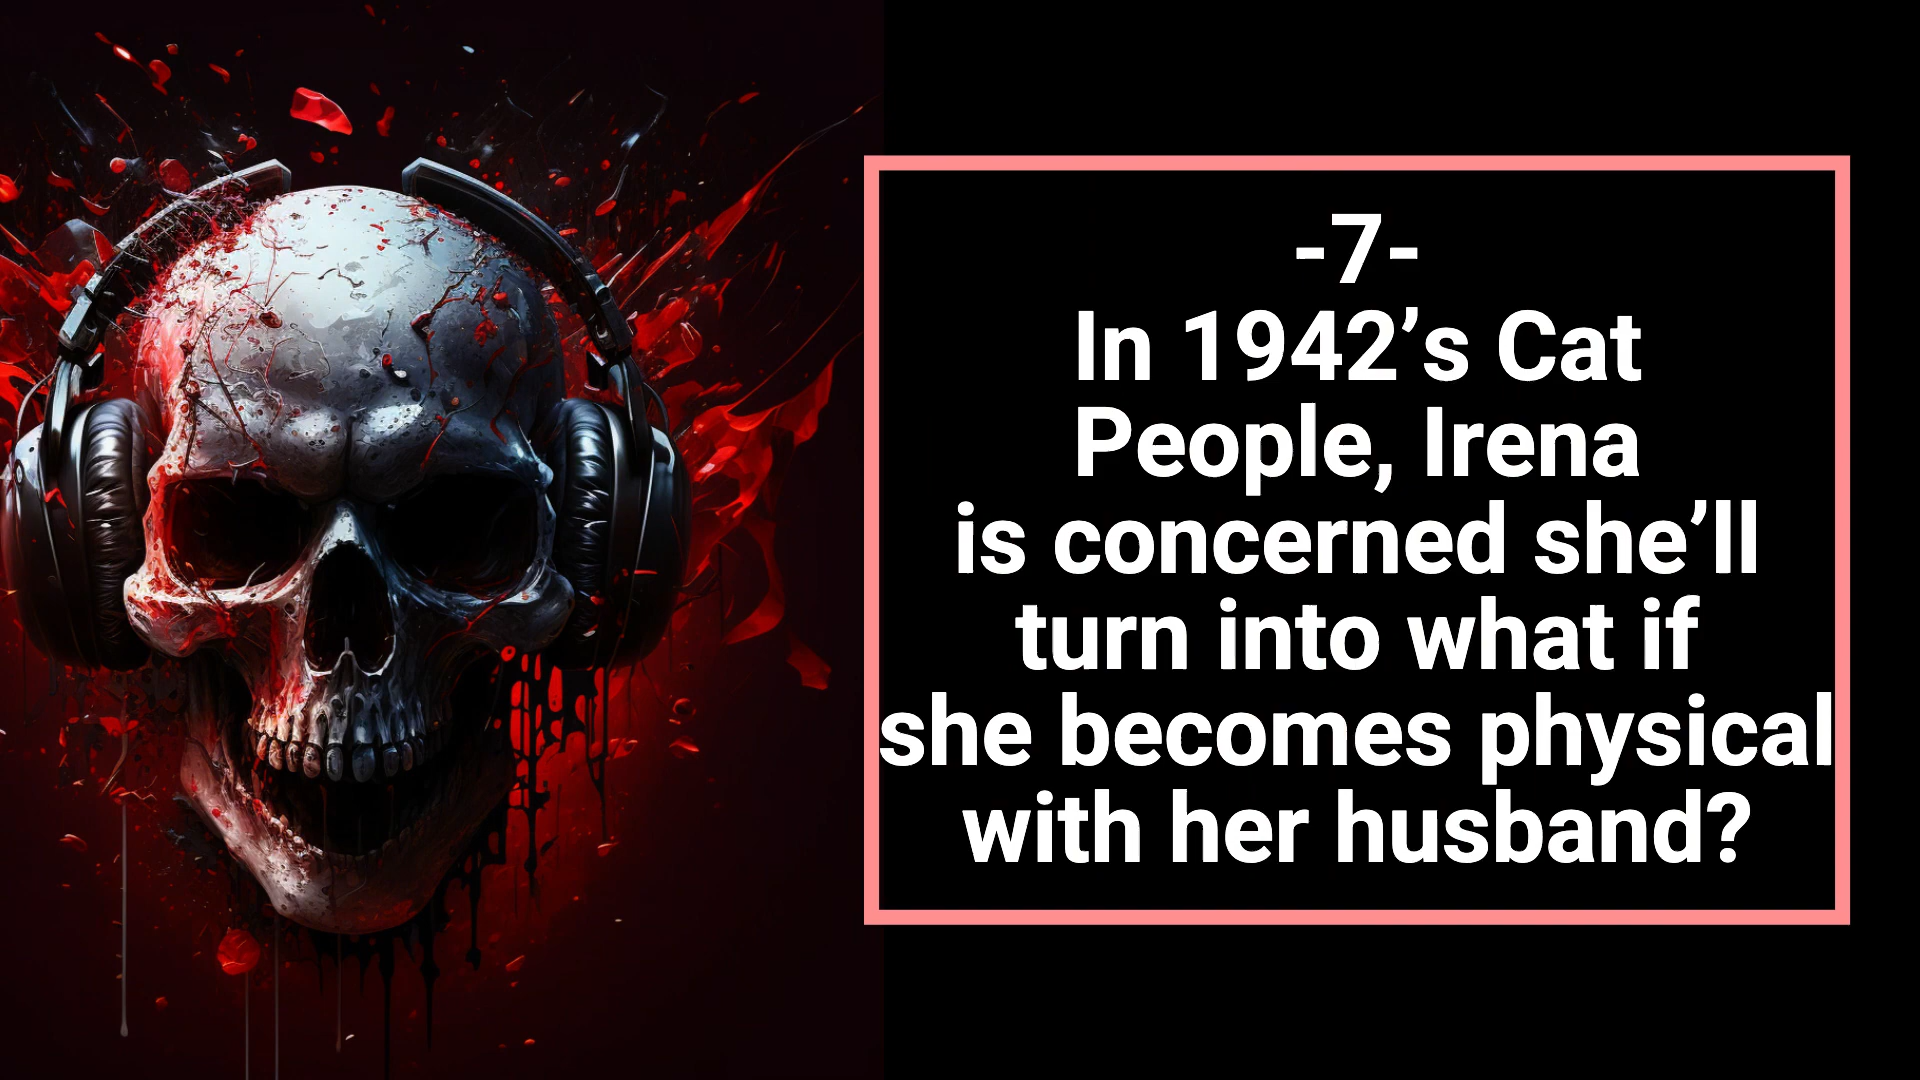 -7-
In 1942’s Cat
People, Irena
is concerned she’ll
turn into what if
she becomes physical
with her husband?